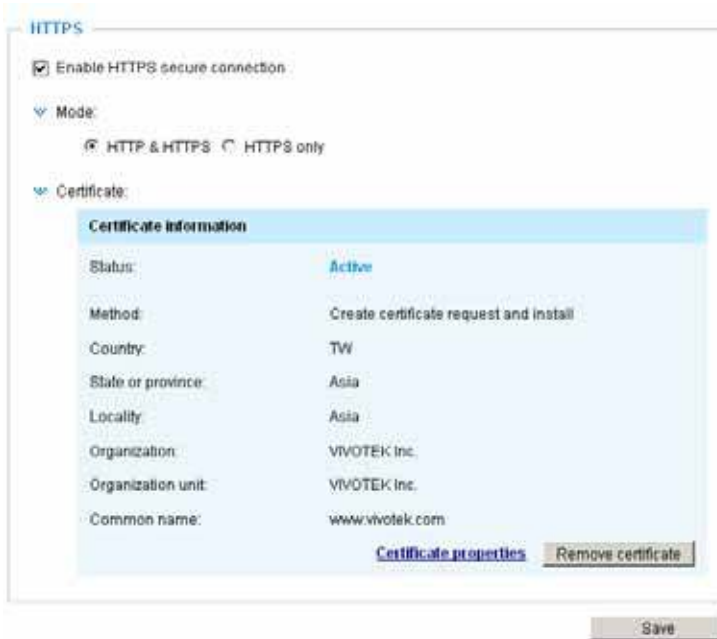 HTTPS
Enable HTTPS secure connection
Mode:
HTTP & HTTPS HTTPS only
Certificate:
Certificate information
Status: Active
Method: Create certificate request and install
Country: TW
State or province: Asia
Locality: Asia
Organization: VIVOTEK Inc.
Organization unit: VIVOTEK Inc.
Common name: www.vivotek.com
Certificate properties Remove certificate
Save